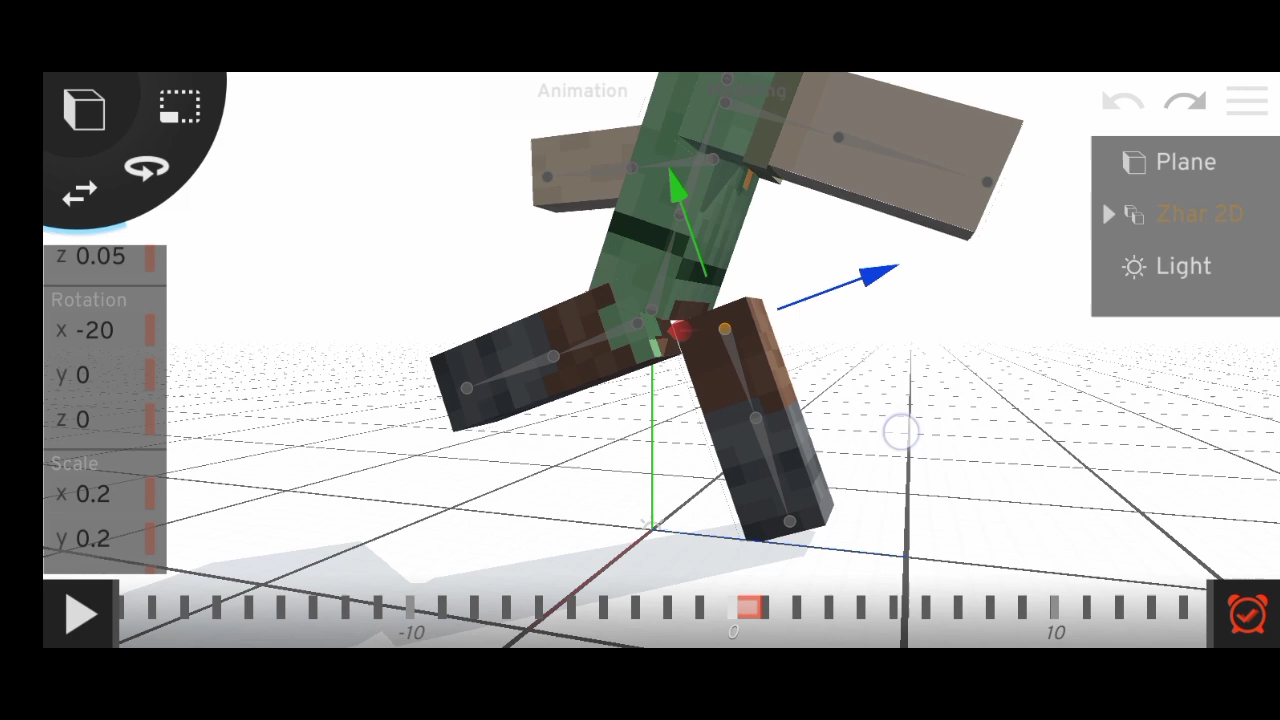 Animation
Plane
Zhar 2D
Light
z 0.05
Rotation
x -20
y 0
z 0
Scale
x 0.2
y 0.2
-10
0
10